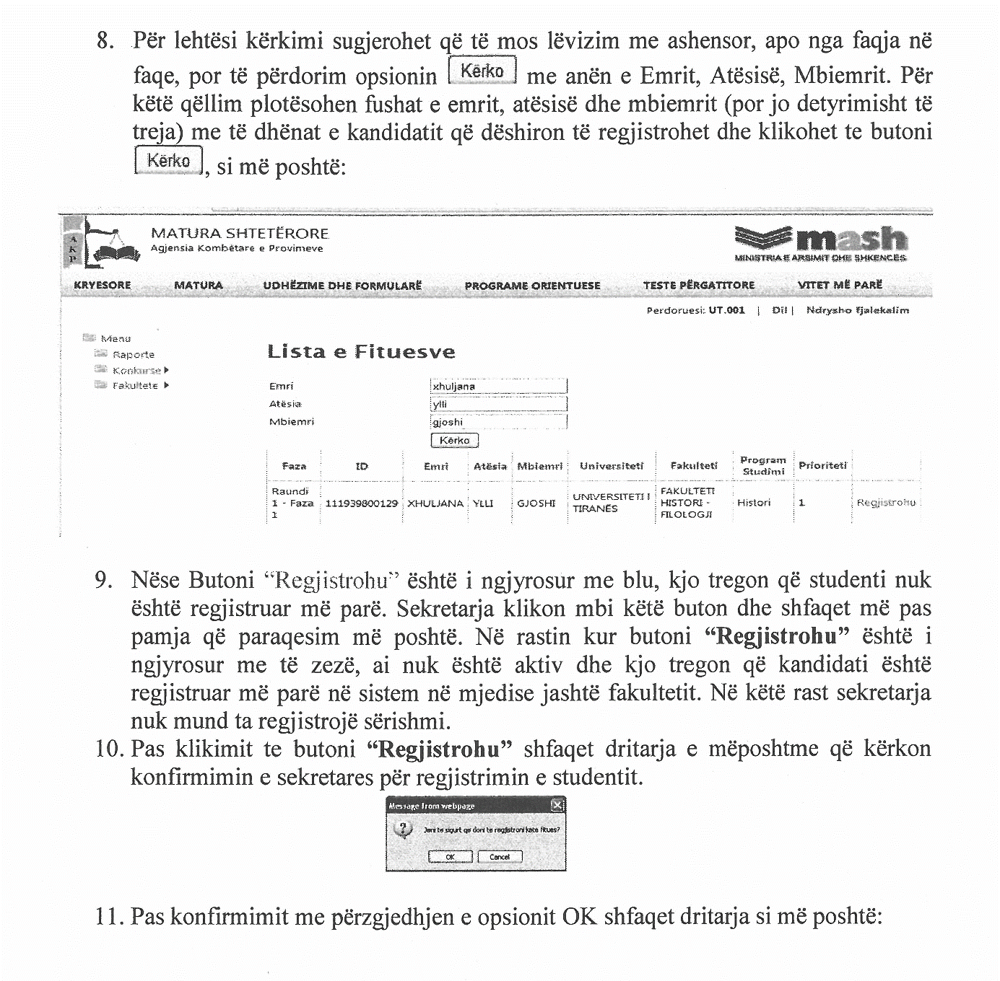 8. Për lehtësi kërkimi sugjerohet që të mos lëvizim me ashensor, apo nga faqja në
faqe, por të përdorim opsionin Kërko me anën e Emrit, Atësisë, Mbiemrit. Për
këtë qëllim plotësohen fushat e emrit, atësisë dhe mbiemrit (por jo detyrimisht të
treja) me të dhënat e kandidatit që dëshiron të regjistrohet dhe klikohet te butoni
Kërko, si më poshtë:
AKP
MATURA SHTETËRORE
Agjensia Kombëtare e Provimeve
mash
MINISTRIA E ARSIMIT DHE SHKENCËS
KRYESORE MATURA UDHËZIME DHE FORMULARË PROGRAME ORIENTUESE TESTE PËRGATITORE VITET MË PARË
Perdoruesi: UT.001 | Dil | Ndrysho fjalekalim
Menu
Raporte
Konkurse
Fakultete
Lista e Fituesve
Emri xhuljana
Atësia ylli
Mbiemri gjoshi
Kërko
Faza ID Emri Atësia Mbiemri Universiteti Fakulteti Program Studimi Prioriteti
Raundi 1 - Faza 1 111939800129 XHULJANA YLLI GJOSHI UNIVERSITETI I TIRANËS FAKULTETI HISTORI - FILOLOGJI Histori 1 Regjistrohu
9. Nëse Butoni “Regjistrohu” është i ngjyrosur me blu, kjo tregon që studenti nuk
është regjistruar më parë. Sekretarja klikon mbi këtë buton dhe shfaqet më pas
pamja që paraqesim më poshtë. Në rastin kur butoni “Regjistrohu” është i
ngjyrosur me të zezë, ai nuk është aktiv dhe kjo tregon që kandidati është
regjistruar më parë në sistem në mjedise jashtë fakultetit. Në këtë rast sekretarja
nuk mund ta regjistrojë sërishmi.
10. Pas klikimit te butoni “Regjistrohu” shfaqet dritarja e mëposhtme që kërkon
konfirmimin e sekretares për regjistrimin e studentit.
Message from webpage
Jeni te sigurt qe doni te regjistroni kete fitues?
OK Cancel
11. Pas konfirmimit me përzgjedhjen e opsionit OK shfaqet dritarja si më poshtë: